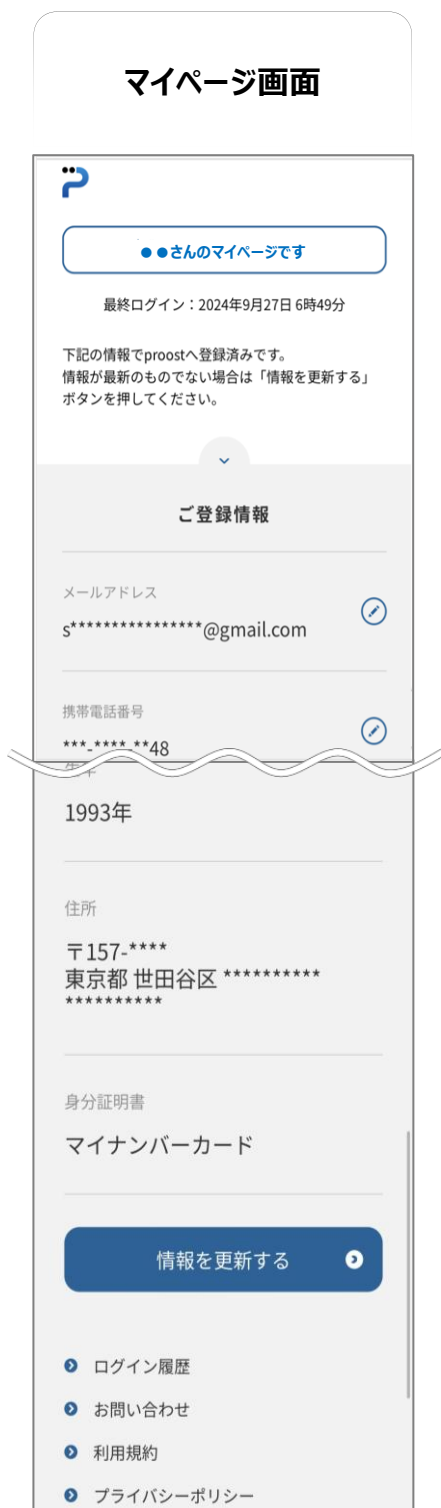 マイページ画面
●●さんのマイページです
最終ログイン：2024年9月27日 6時49分
下記の情報でproostへ登録済みです。
情報が最新のものでない場合は「情報を更新する」
ボタンを押してください。
ご登録情報
メールアドレス
s****************@gmail.com
携帯電話番号
***-****-**48
1993年
住所
〒157-****
東京都 世田谷区 **********
**********
身分証明書
マイナンバーカード
情報を更新する
ログイン履歴
お問い合わせ
利用規約
プライバシーポリシー